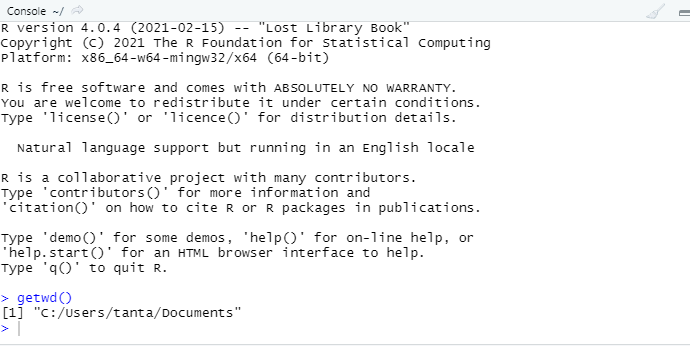 Console ~/
R version 4.0.4 (2021-02-15) -- "Lost Library Book"
Copyright (C) 2021 The R Foundation for Statistical Computing
Platform: x86_64-w64-mingw32/x64 (64-bit)
R is free software and comes with ABSOLUTELY NO WARRANTY.
You are welcome to redistribute it under certain conditions.
Type 'license()' or 'licence()' for distribution details.
Natural language support but running in an English locale
R is a collaborative project with many contributors.
Type 'contributors()' for more information and
'citation()' on how to cite R or R packages in publications.
Type 'demo()' for some demos, 'help()' for on-line help, or
'help.start()' for an HTML browser interface to help.
Type 'q()' to quit R.
> getwd()
[1] "C:/Users/tanta/Documents"
>